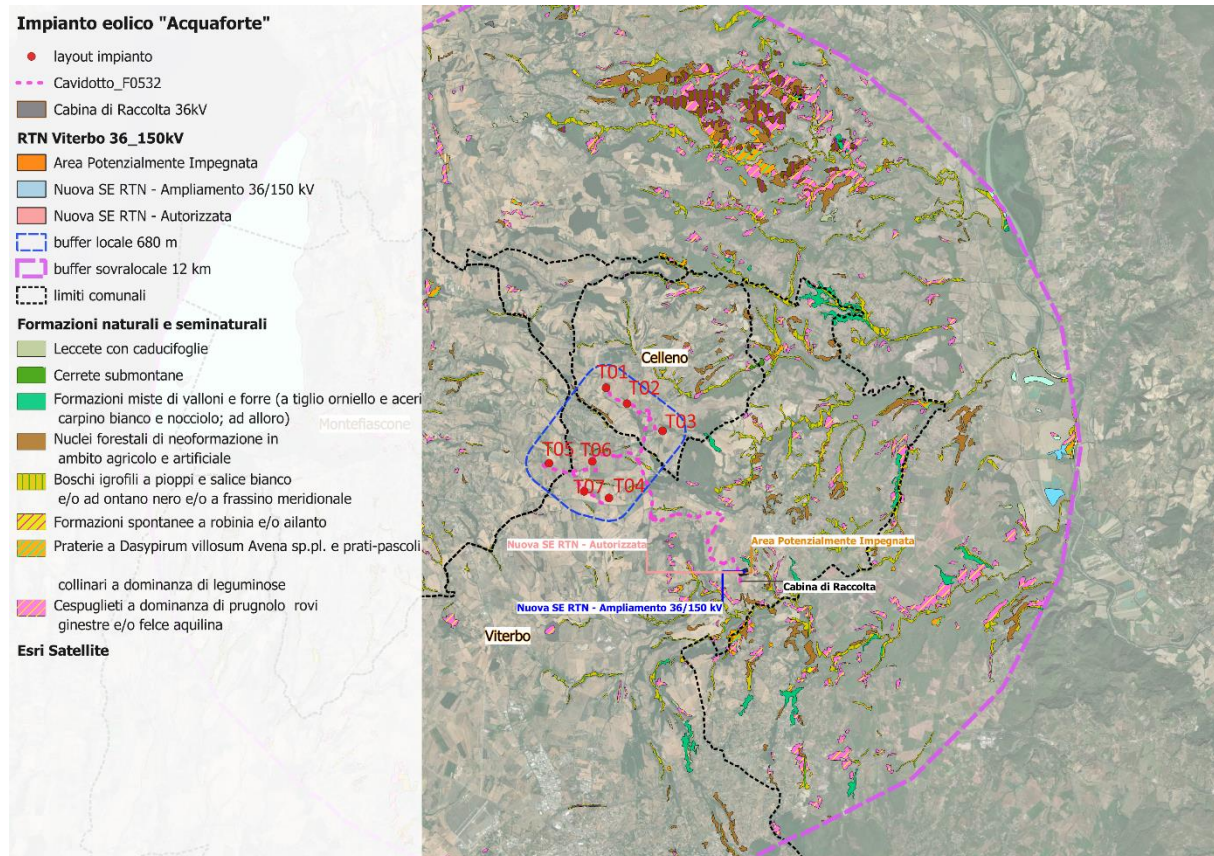 Impianto eolico "Acquaforte"
layout impianto
Cavidotto_F0532
Cabina di Raccolta 36kV
RTN Viterbo 36_150kV
Area Potenzialmente Impegnata
Nuova SE RTN - Ampliamento 36/150 kV
Nuova SE RTN - Autorizzata
buffer locale 680 m
buffer sovralocale 12 km
limiti comunali
Formazioni naturali e seminaturali
Leccete con caducifoglie
Cerrete submontane
Formazioni miste di valloni e forre (a tiglio orniello e aceri
carpino bianco e nocciolo; ad alloro)
Nuclei forestali di neoformazione in
ambito agricolo e artificiale
Boschi igrofili a pioppi e salice bianco
e/o ad ontano nero e/o a frassino meridionale
Formazioni spontanee a robinia e/o ailanto
Praterie a Dasypirum villosum Avena sp.pl. e prati-pascoli
collinari a dominanza di leguminose
Cespuglieti a dominanza di prugnolo rovi
ginestre e/o felce aquilina
Esri Satellite
Montefiascone
Celleno
T01
T02
T03
T05
T06
T07
T04
Nuova SE RTN - Autorizzata
Area Potenzialmente Impegnata
Cabina di Raccolta
Nuova SE RTN - Ampliamento 36/150 kV
Viterbo